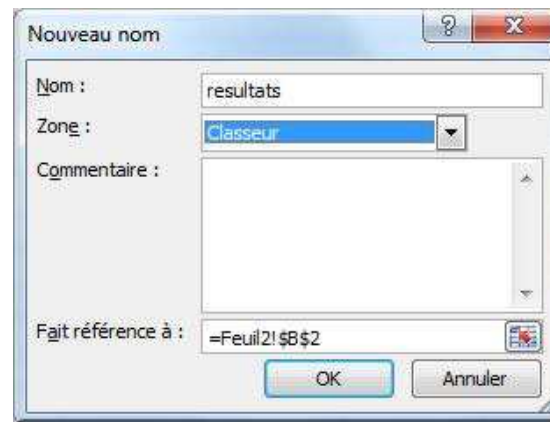 Nouveau nom
Nom : resultats
Zone : Classeur
Commentaire :
Fait référence à : =Feuil2!$B$2
OK Annuler